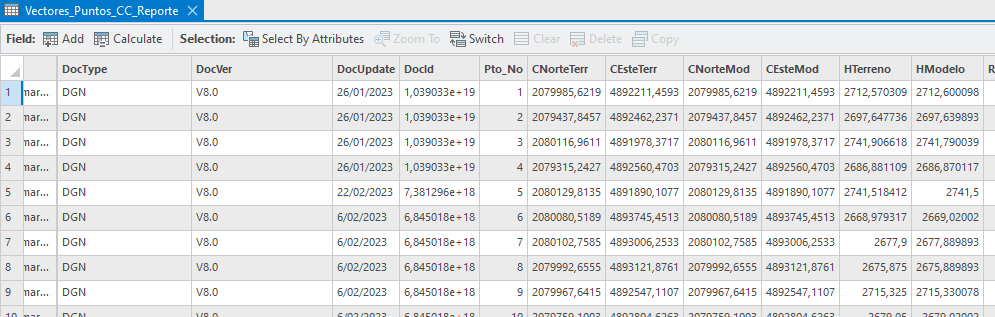 Vectores_Puntos_CC_Reporte
Field: Add Calculate Selection: Select By Attributes Zoom To Switch Clear Delete Copy
DocType DocVer DocUpdate DocId Pto_No CNorteTerr CEsteTerr CNorteMod CEsteMod HTerreno HModelo R
1 mar... DGN V8.0 26/01/2023 1,039033e+19 1 2079985,6219 4892211,4593 2079985,6219 4892211,4593 2712,570309 2712,600098
2 mar... DGN V8.0 26/01/2023 1,039033e+19 2 2079437,8457 4892462,2371 2079437,8457 4892462,2371 2697,647736 2697,639893
3 mar... DGN V8.0 26/01/2023 1,039033e+19 3 2080116,9611 4891978,3717 2080116,9611 4891978,3717 2741,906618 2741,790039
4 mar... DGN V8.0 26/01/2023 1,039033e+19 4 2079315,2427 4892560,4703 2079315,2427 4892560,4703 2686,881109 2686,870117
5 mar... DGN V8.0 22/02/2023 7,381296e+18 5 2080129,8135 4891890,1077 2080129,8135 4891890,1077 2741,518412 2741,5
6 mar... DGN V8.0 6/02/2023 6,845018e+18 6 2080080,5189 4893745,4513 2080080,5189 4893745,4513 2668,979317 2669,02002
7 mar... DGN V8.0 6/02/2023 6,845018e+18 7 2080102,7585 4893006,2533 2080102,7585 4893006,2533 2677,9 2677,889893
8 mar... DGN V8.0 6/02/2023 6,845018e+18 8 2079992,6555 4893121,8761 2079992,6555 4893121,8761 2675,875 2675,889893
9 mar... DGN V8.0 6/02/2023 6,845018e+18 9 2079967,6415 4892547,1107 2079967,6415 4892547,1107 2715,325 2715,330078
10 mar... DGN V8.0 6/02/2023 6,845018e+18 10 2079759,1003 4892804,6263 2079759,1003 4892804,6263 2679,05 2679,02002